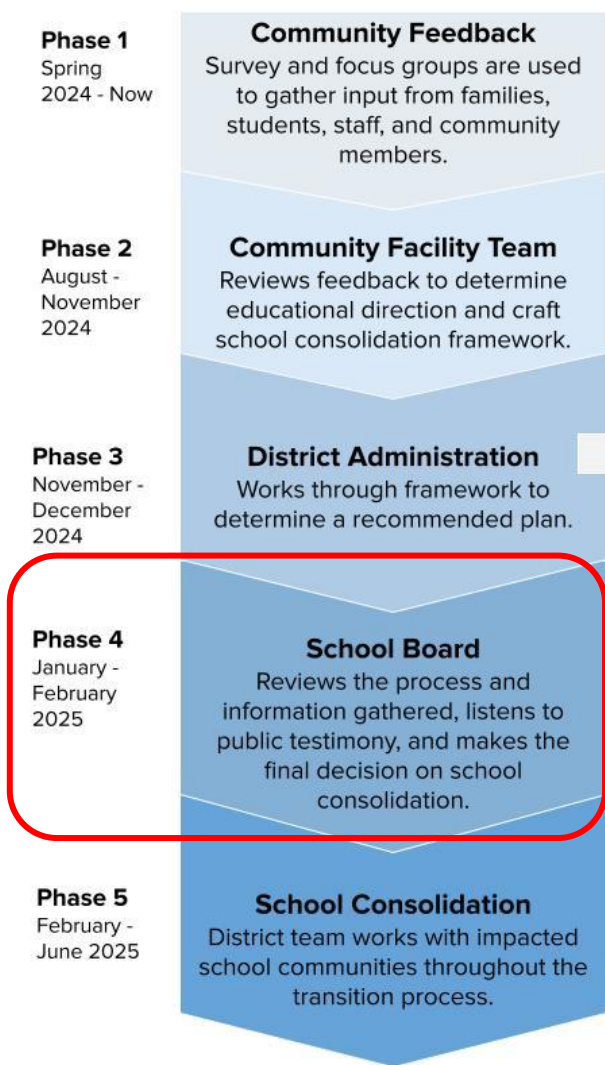 Phase 1
Spring
2024 - Now
Community Feedback
Survey and focus groups are used
to gather input from families,
students, staff, and community
members.
Phase 2
August -
November
2024
Community Facility Team
Reviews feedback to determine
educational direction and craft
school consolidation framework.
Phase 3
November -
December
2024
District Administration
Works through framework to
determine a recommended plan.
Phase 4
January -
February
2025
School Board
Reviews the process and
information gathered, listens to
public testimony, and makes the
final decision on school
consolidation.
Phase 5
February -
June 2025
School Consolidation
District team works with impacted
school communities throughout the
transition process.